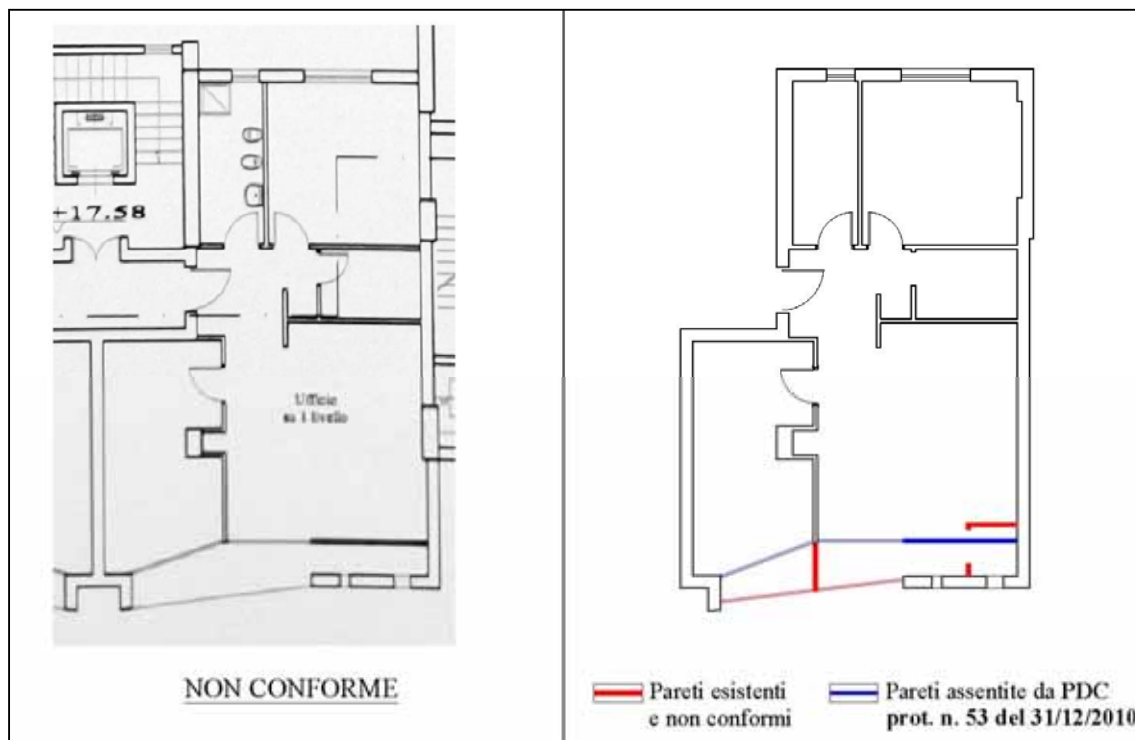 +17.58
Ufficio
su 1 livello
NON CONFORME
Pareti esistenti
e non conformi
Pareti assentite da PDC
prot. n. 53 del 31/12/2010